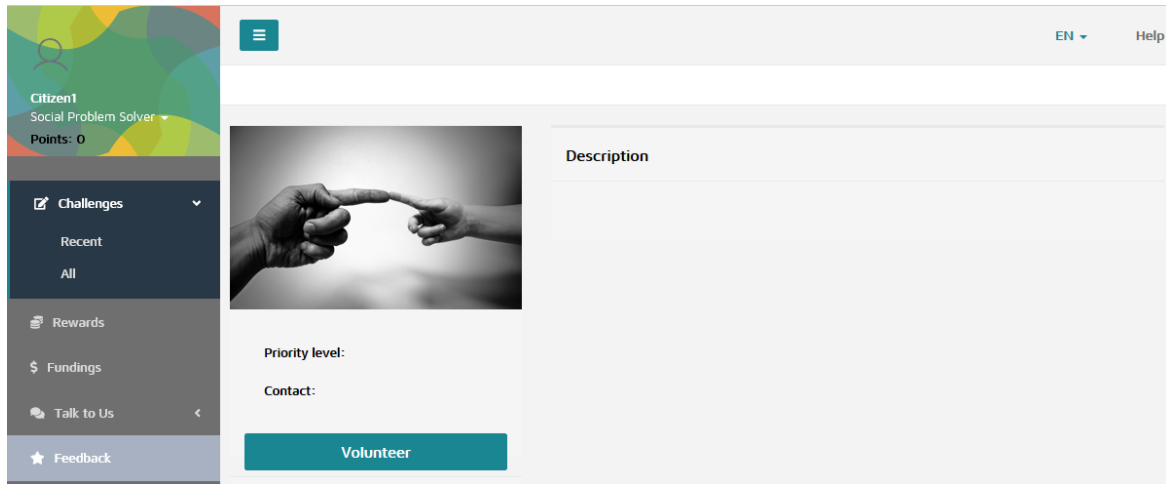 EN
Help
Citizen1
Social Problem Solver
Points: 0
Description
Challenges
Recent
All
Rewards
$ Fundings
Priority level:
Contact:
Talk to Us
Volunteer
Feedback